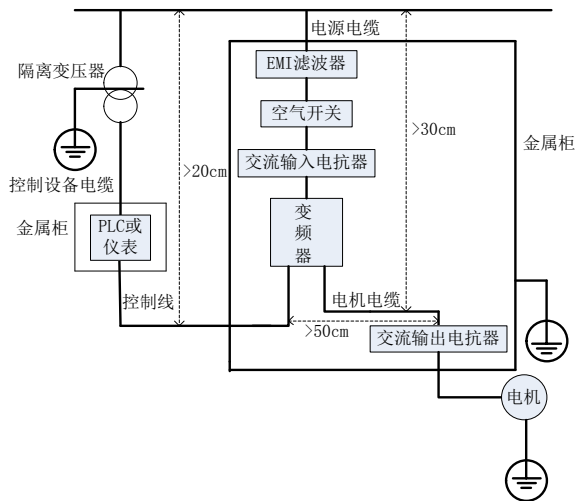 电源电缆
隔离变压器
EMI滤波器
空气开关
>30cm
金属柜
>20cm
交流输入电抗器
控制设备电缆
金属柜
PLC或
仪表
变
频
器
控制线
电机电缆
>50cm
交流输出电抗器
电机